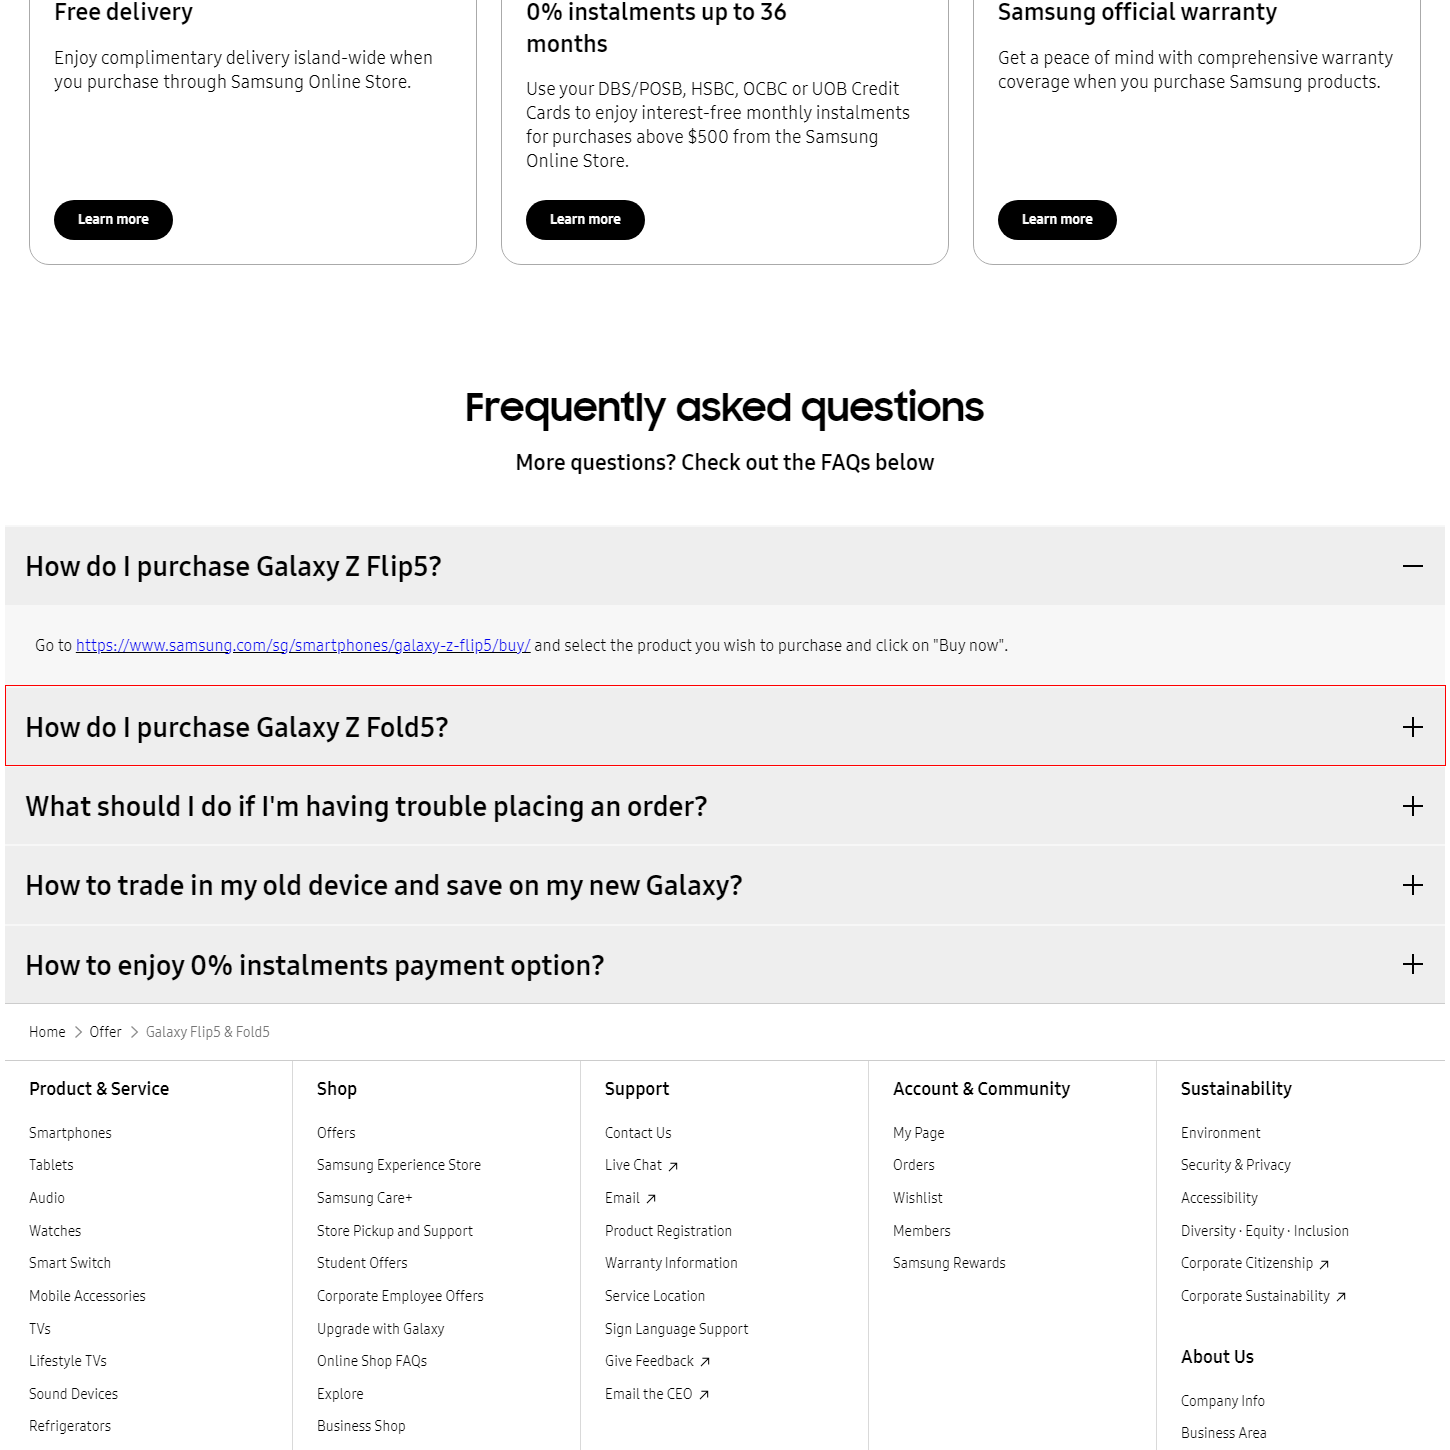 Free delivery
Enjoy complimentary delivery island-wide when
you purchase through Samsung Online Store.
Learn more
0% instalments up to 36
months
Use your DBS/POSB, HSBC, OCBC or UOB Credit
Cards to enjoy interest-free monthly instalments
for purchases above $500 from the Samsung
Online Store.
Learn more
Samsung official warranty
Get a peace of mind with comprehensive warranty
coverage when you purchase Samsung products.
Learn more
Frequently asked questions
More questions? Check out the FAQs below
How do I purchase Galaxy Z Flip5?
Go to https://www.samsung.com/sg/smartphones/galaxy-z-flip5/buy/ and select the product you wish to purchase and click on "Buy now".
How do I purchase Galaxy Z Fold5?
What should I do if I'm having trouble placing an order?
How to trade in my old device and save on my new Galaxy?
How to enjoy 0% instalments payment option?
Home > Offer > Galaxy Flip5 & Fold5
Product & Service
Smartphones
Tablets
Audio
Watches
Smart Switch
Mobile Accessories
TVs
Lifestyle TVs
Sound Devices
Refrigerators
Shop
Offers
Samsung Experience Store
Samsung Care+
Store Pickup and Support
Student Offers
Corporate Employee Offers
Upgrade with Galaxy
Online Shop FAQs
Explore
Business Shop
Support
Contact Us
Live Chat
Email
Product Registration
Warranty Information
Service Location
Sign Language Support
Give Feedback
Email the CEO
Account & Community
My Page
Orders
Wishlist
Members
Samsung Rewards
Sustainability
Environment
Security & Privacy
Accessibility
Diversity · Equity · Inclusion
Corporate Citizenship
Corporate Sustainability
About Us
Company Info
Business Area